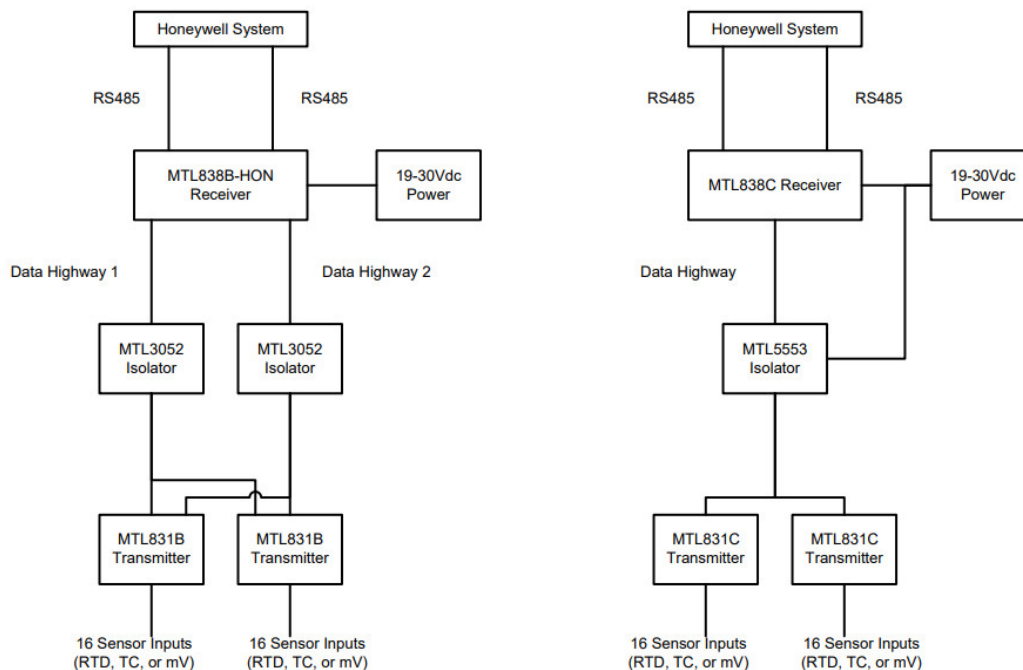 Honeywell System
RS485
RS485
MTL838B-HON
Receiver
19-30Vdc
Power
Data Highway 1
Data Highway 2
MTL3052
Isolator
MTL3052
Isolator
MTL831B
Transmitter
MTL831B
Transmitter
16 Sensor Inputs
(RTD, TC, or mV)
16 Sensor Inputs
(RTD, TC, or mV)
Honeywell System
RS485
RS485
MTL838C Receiver
19-30Vdc
Power
Data Highway
MTL5553
Isolator
MTL831C
Transmitter
MTL831C
Transmitter
16 Sensor Inputs
(RTD, TC, or mV)
16 Sensor Inputs
(RTD, TC, or mV)